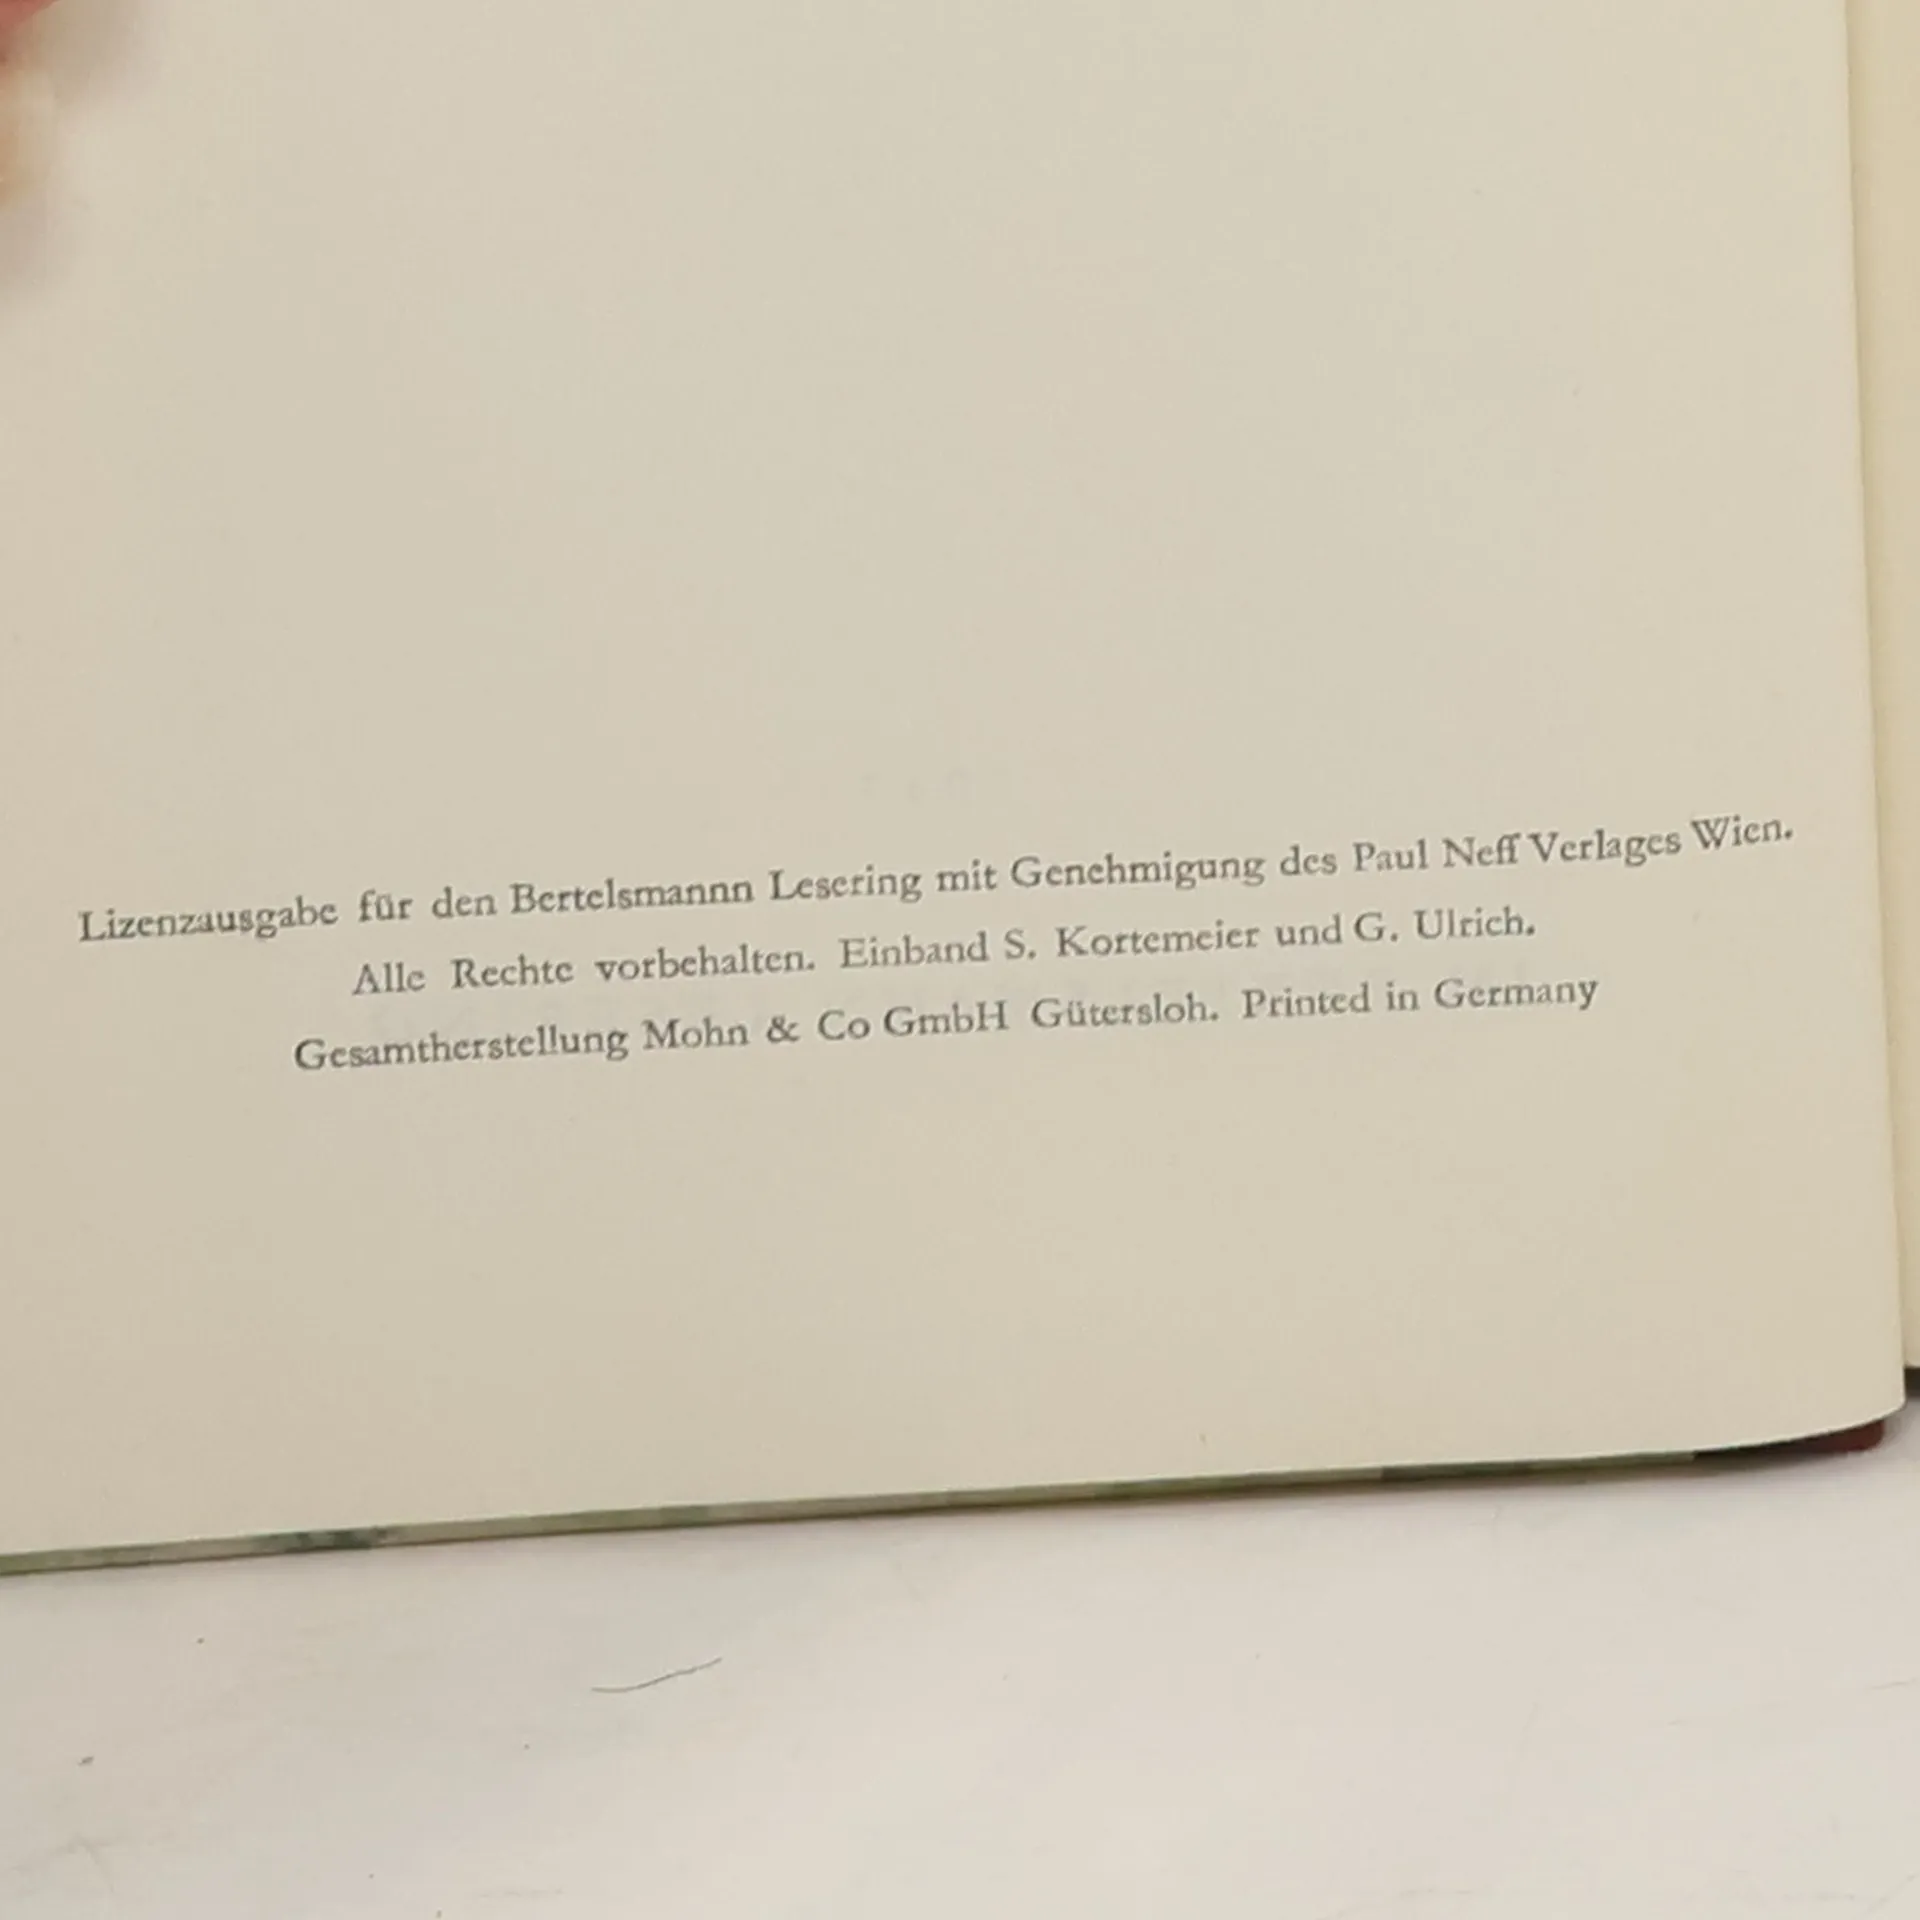 Lizenzausgabe für den Bertelsmannn Lesering mit Genehmigung des Paul Neff Verlages Wien.
Alle Rechte vorbehalten. Einband S. Kortemeier und G. Ulrich.
Gesamtherstellung Mohn & Co GmbH Gütersloh. Printed in Germany